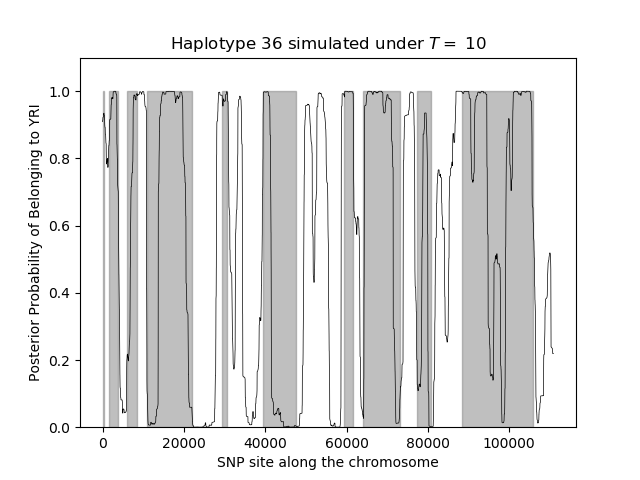 Haplotype 36 simulated under T = 10
Posterior Probability of Belonging to YRI
1.0
0.8
0.6
0.4
0.2
0.0
0 20000 40000 60000 80000 100000
SNP site along the chromosome